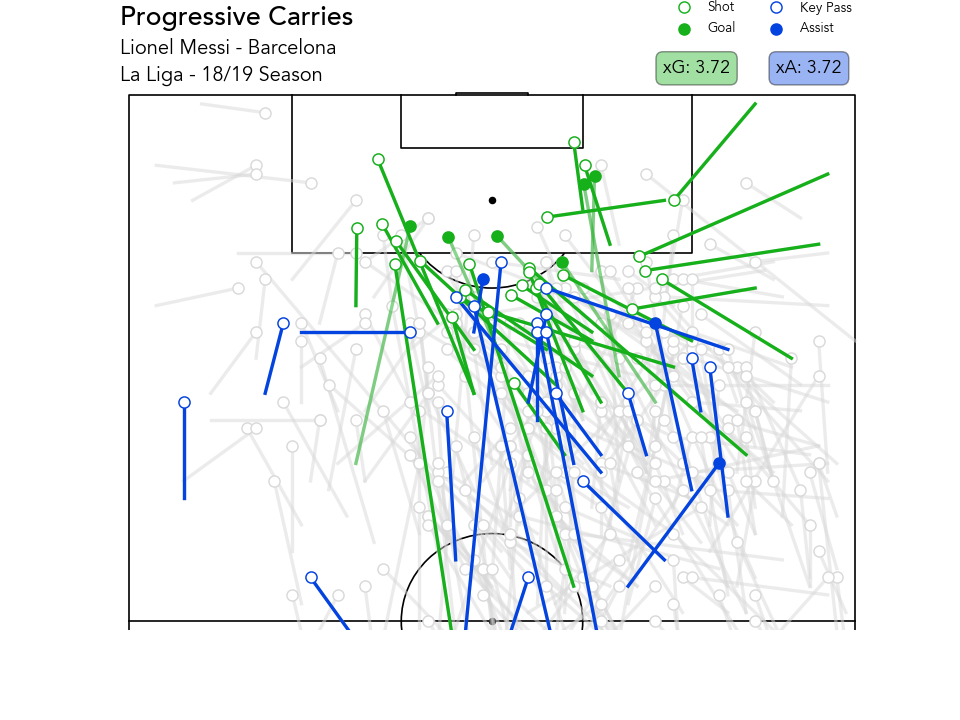 Progressive Carries
Lionel Messi - Barcelona
La Liga - 18/19 Season
Shot
Key Pass
Goal
Assist
xG: 3.72
xA: 3.72